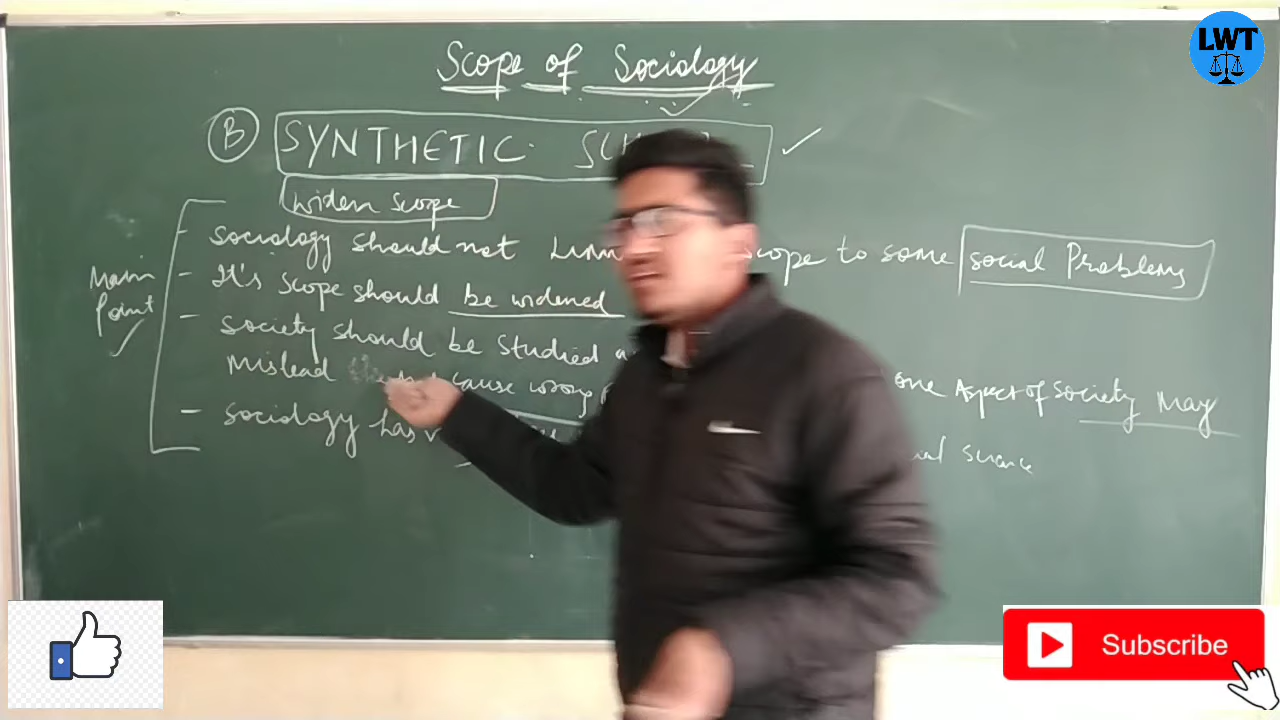 LWT
Scope of Sociology
B SYNTHETIC
widen scope
Main Point
- Sociology should not scope to some social Problems
- It's scope should be widened
- Society should be studied
one Aspect of society May
mislead cause wrong
- Sociology has
Science
Subscribe